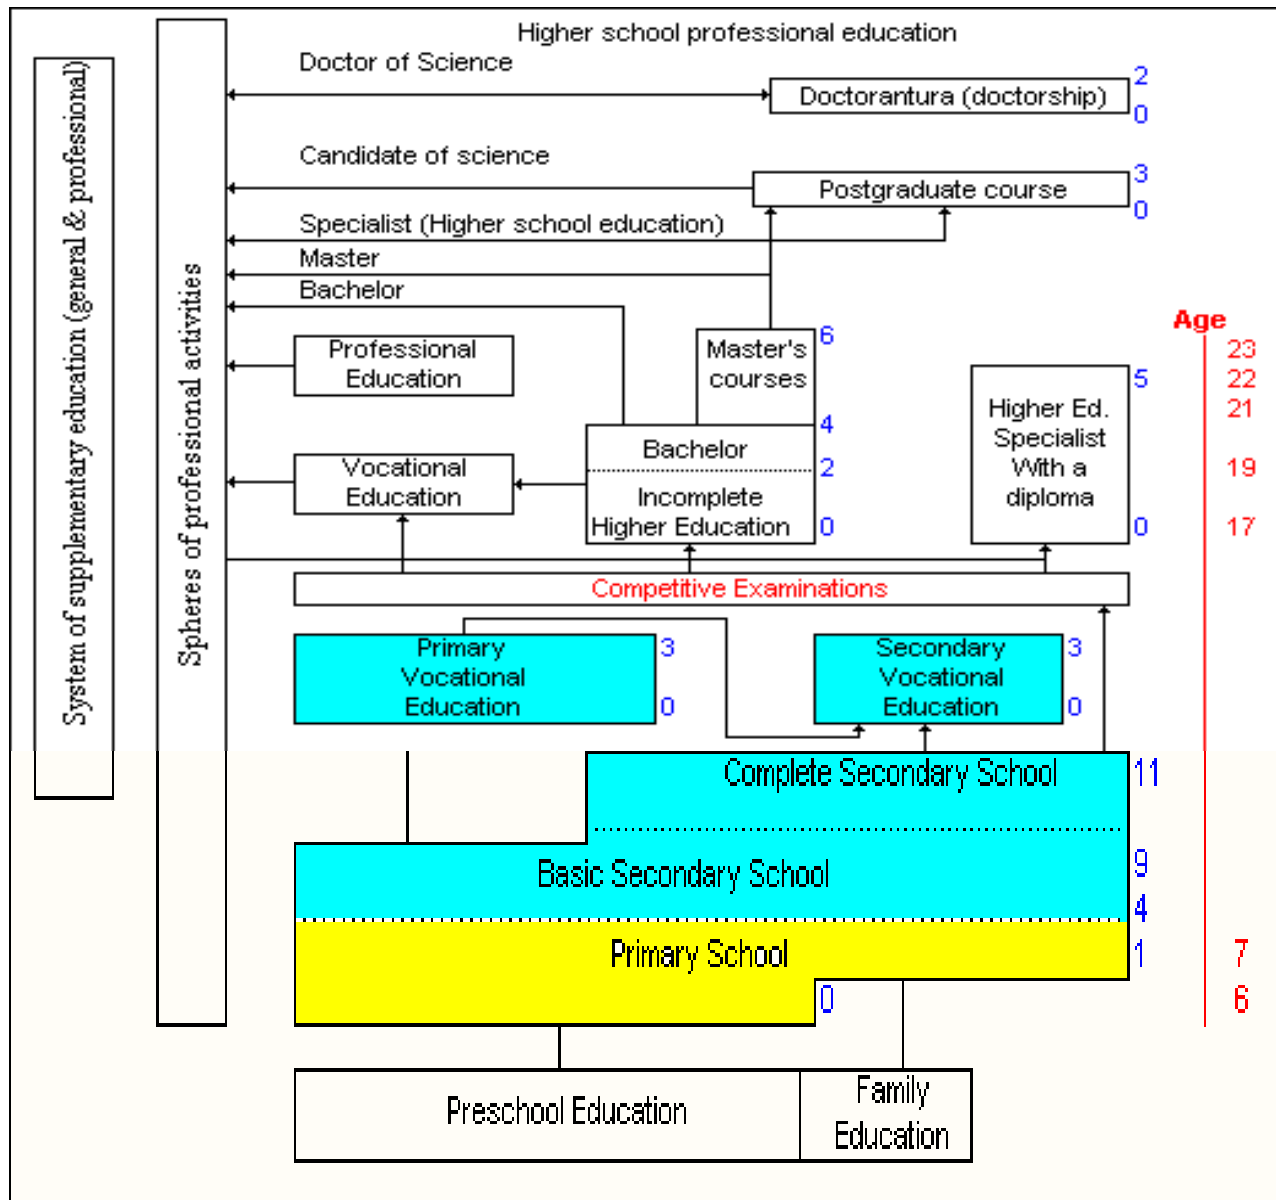 Higher school professional education
Doctor of Science
2
Doctorantura (doctorship)
0
Candidate of science
3
Postgraduate course
0
Specialist (Higher school education)
Master
Bachelor
System of supplementary education (general & professional)
Spheres of professional activities
Age
23
22
21
19
17
7
6
Professional
Education
Master's
courses
6
4
Bachelor
2
Incomplete
Higher Education
0
Vocational
Education
5
Higher Ed.
Specialist
With a
diploma
0
Competitive Examinations
Primary
Vocational
Education
3
0
Secondary
Vocational
Education
3
0
Complete Secondary School
11
Basic Secondary School
9
4
Primary School
1
0
Preschool Education
Family
Education